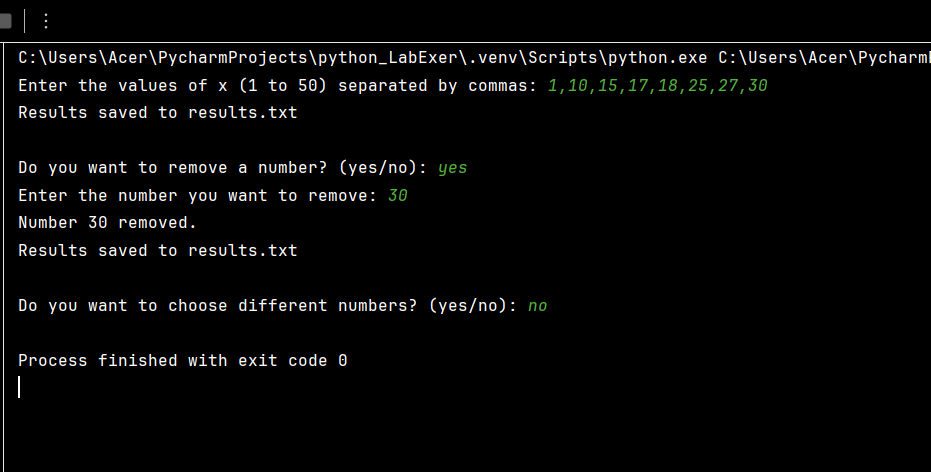 C:\Users\Acer\PycharmProjects\python_LabExer\.venv\Scripts\python.exe C:\Users\Acer\Pycharm
Enter the values of x (1 to 50) separated by commas: 1,10,15,17,18,25,27,30
Results saved to results.txt
Do you want to remove a number? (yes/no): yes
Enter the number you want to remove: 30
Number 30 removed.
Results saved to results.txt
Do you want to choose different numbers? (yes/no): no
Process finished with exit code 0